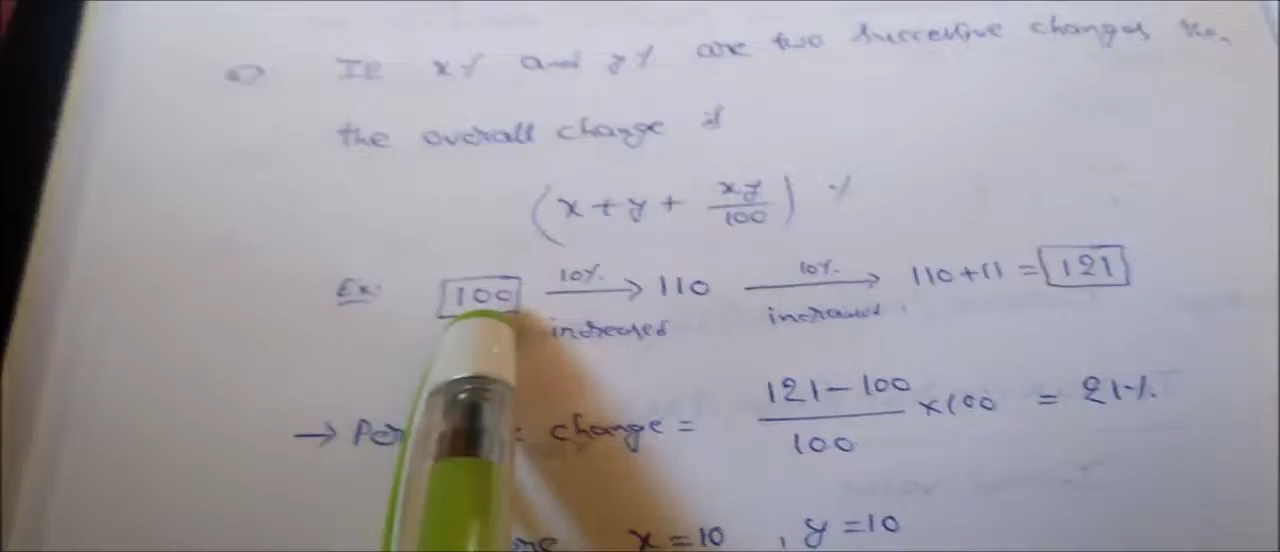 If x% and y% are two successive changes
the overall change is
(x + y + xy/100) %
Ex: 100 10% increased → 110 10% increased → 110+11 = 121
→ change = (121-100)/100 × 100 = 21%
x = 10 , y = 10